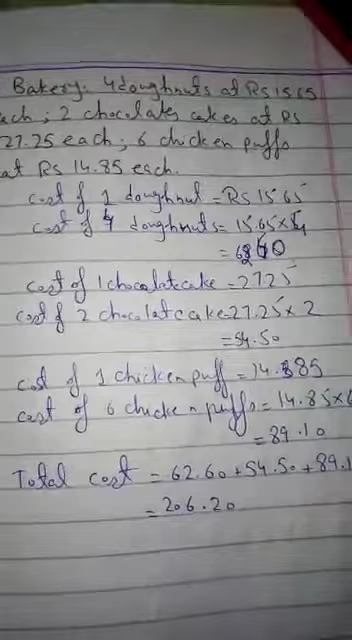 Bakery: 4 doughnuts at Rs 15.65
ach; 2 chocolate cakes at Rs
27.25 each; 6 chicken puffs
at Rs 14.85 each.
cost of 1 doughnut = Rs 15.65
cost of 4 doughnuts = 15.65 x 4
= 62.60
cost of 1 chocolate cake = 27.25
cost of 2 chocolat cake = 27.25 x 2
= 54.50
cost of 1 chicken puff = 14.85
cost of 6 chicken puffs = 14.85 x 6
= 89.10
Total cost = 62.60 + 54.50 + 89.1
= 206.20